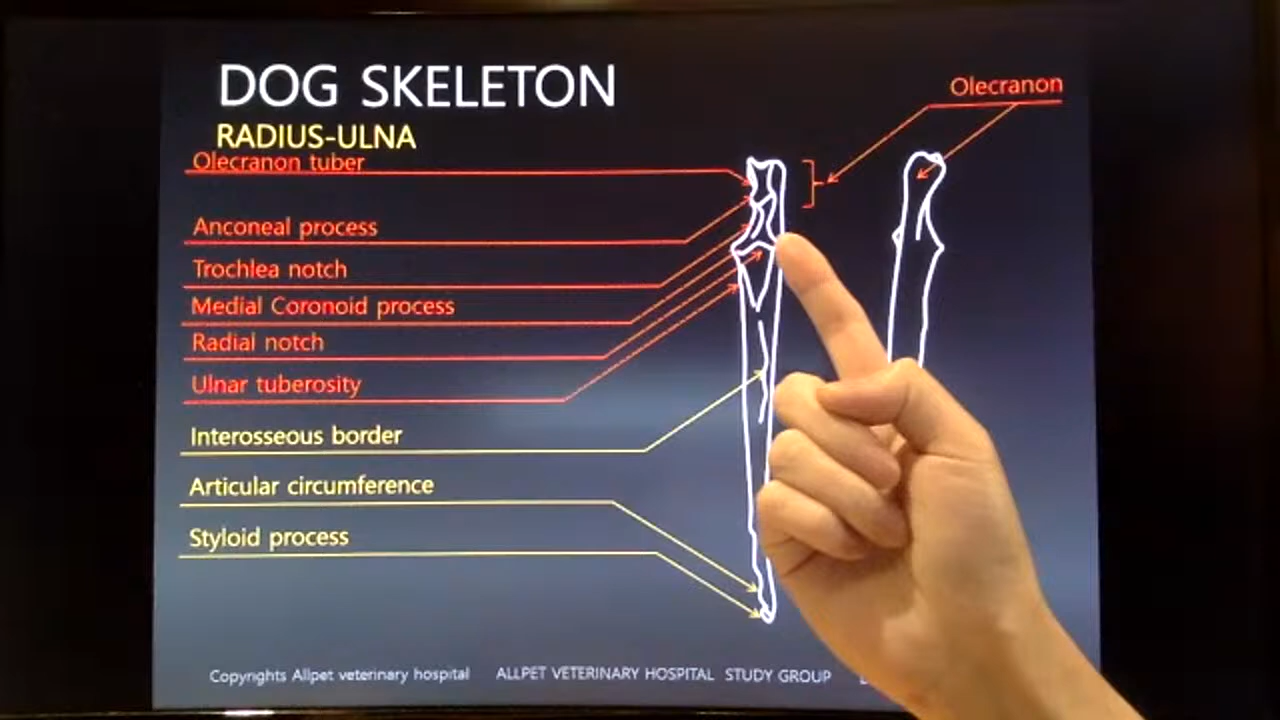 DOG SKELETON
RADIUS-ULNA
Olecranon
Olecranon tuber
Anconeal process
Trochlea notch
Medial Coronoid process
Radial notch
Ulnar tuberosity
Interosseous border
Articular circumference
Styloid process
Copyrights Allpet veterinary hospital ALLPET VETERINARY HOSPITAL STUDY GROUP